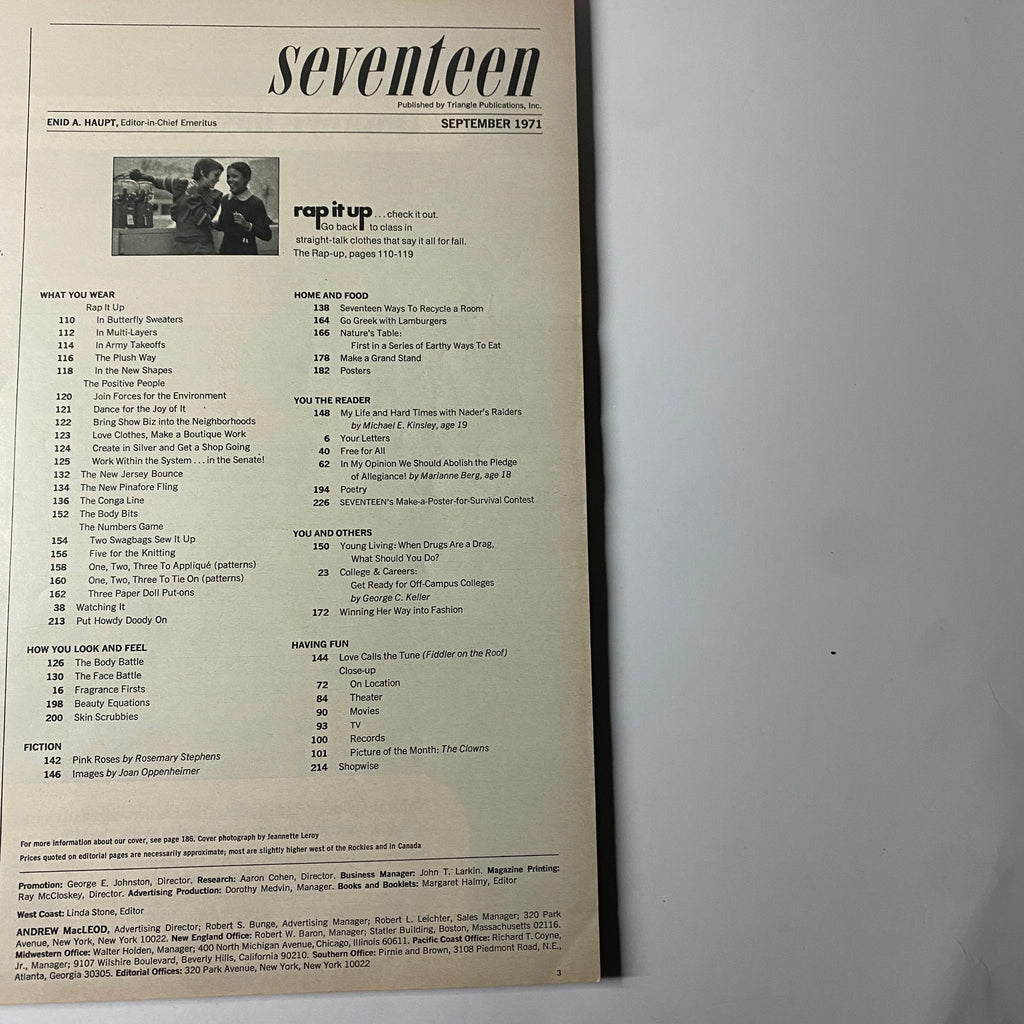 seventeen
Published by Triangle Publications, Inc.
ENID A. HAUPT, Editor-in-Chief Emeritus
SEPTEMBER 1971
rap it up ...check it out.
Go back to class in
straight-talk clothes that say it all for fall.
The Rap-up, pages 110-119
WHAT YOU WEAR
Rap It Up
110 In Butterfly Sweaters
112 In Multi-Layers
114 In Army Takeoffs
116 The Plush Way
118 In the New Shapes
The Positive People
120 Join Forces for the Environment
121 Dance for the Joy of It
122 Bring Show Biz into the Neighborhoods
123 Love Clothes, Make a Boutique Work
124 Create in Silver and Get a Shop Going
125 Work Within the System...in the Senate!
132 The New Jersey Bounce
134 The New Pinafore Fling
136 The Conga Line
152 The Body Bits
The Numbers Game
154 Two Swagbags Sew It Up
156 Five for the Knitting
158 One, Two, Three To Appliqué (patterns)
160 One, Two, Three To Tie On (patterns)
162 Three Paper Doll Put-ons
38 Watching It
213 Put Howdy Doody On
HOW YOU LOOK AND FEEL
126 The Body Battle
130 The Face Battle
16 Fragrance Firsts
198 Beauty Equations
200 Skin Scrubbies
FICTION
142 Pink Roses by Rosemary Stephens
146 Images by Joan Oppenheimer
HOME AND FOOD
138 Seventeen Ways To Recycle a Room
164 Go Greek with Lamburgers
166 Nature's Table:
First in a Series of Earthy Ways To Eat
178 Make a Grand Stand
182 Posters
YOU THE READER
148 My Life and Hard Times with Nader's Raiders
by Michael E. Kinsley, age 19
6 Your Letters
40 Free for All
62 In My Opinion We Should Abolish the Pledge
of Allegiance! by Marianne Berg, age 18
194 Poetry
226 SEVENTEEN's Make-a-Poster-for-Survival Contest
YOU AND OTHERS
150 Young Living: When Drugs Are a Drag,
What Should You Do?
23 College & Careers:
Get Ready for Off-Campus Colleges
by George C. Keller
172 Winning Her Way into Fashion
HAVING FUN
144 Love Calls the Tune (Fiddler on the Roof)
Close-up
72 On Location
84 Theater
90 Movies
93 TV
100 Records
101 Picture of the Month: The Clowns
214 Shopwise
For more information about our cover, see page 186. Cover photograph by Jeannette Leroy
Prices quoted on editorial pages are necessarily approximate; most are slightly higher west of the Rockies and in Canada
Promotion: George E. Johnston, Director. Research: Aaron Cohen, Director. Business Manager: John T. Larkin. Magazine Printing:
Ray McCloskey, Director. Advertising Production: Dorothy Medvin, Manager. Books and Booklets: Margaret Halmy, Editor
West Coast: Linda Stone, Editor
ANDREW MacLEOD, Advertising Director; Robert S. Bunge, Advertising Manager; Robert L. Leichter, Sales Manager; 320 Park
Avenue, New York, New York 10022. New England Office: Robert W. Baron, Manager; Statler Building, Boston, Massachusetts 02116.
Midwestern Office: Walter Holden, Manager; 400 North Michigan Avenue, Chicago, Illinois 60611. Pacific Coast Office: Richard T. Coyne,
Jr., Manager; 9107 Wilshire Boulevard, Beverly Hills, California 90210. Southern Office: Pirnie and Brown, 3108 Piedmont Road, N.E.,
Atlanta, Georgia 30305. Editorial Offices: 320 Park Avenue, New York, New York 10022
3